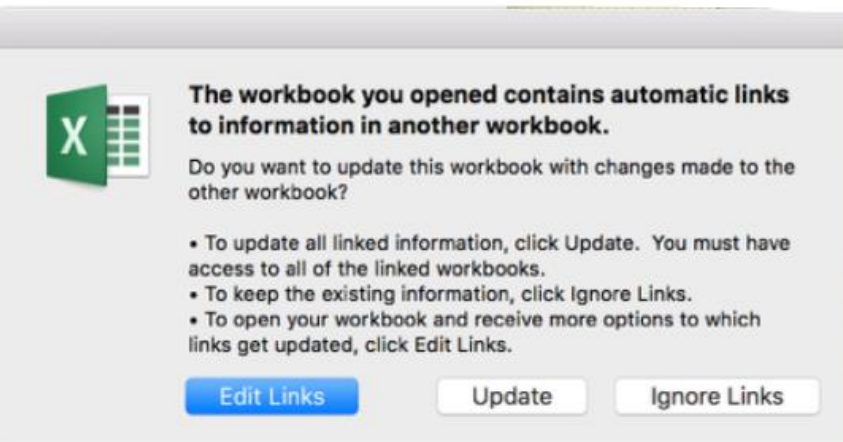 X
The workbook you opened contains automatic links
to information in another workbook.
Do you want to update this workbook with changes made to the
other workbook?
• To update all linked information, click Update.  You must have
access to all of the linked workbooks.
• To keep the existing information, click Ignore Links.
• To open your workbook and receive more options to which
links get updated, click Edit Links.
Edit Links Update Ignore Links